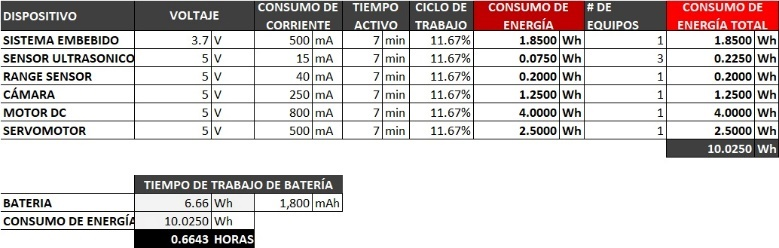 DISPOSITIVO VOLTAJE CONSUMO DE CORRIENTE TIEMPO ACTIVO CICLO DE TRABAJO CONSUMO DE ENERGÍA # DE EQUIPOS CONSUMO DE ENERGÍA TOTAL
SISTEMA EMBEBIDO 3.7 V 500 mA 7 min 11.67% 1.8500 Wh 1 1.8500 Wh
SENSOR ULTRASONICO 5 V 15 mA 7 min 11.67% 0.0750 Wh 3 0.2250 Wh
RANGE SENSOR 5 V 40 mA 7 min 11.67% 0.2000 Wh 1 0.2000 Wh
CÁMARA 5 V 250 mA 7 min 11.67% 1.2500 Wh 1 1.2500 Wh
MOTOR DC 5 V 800 mA 7 min 11.67% 4.0000 Wh 1 4.0000 Wh
SERVOMOTOR 5 V 500 mA 7 min 11.67% 2.5000 Wh 1 2.5000 Wh
10.0250 Wh
TIEMPO DE TRABAJO DE BATERÍA
BATERIA 6.66 Wh 1,800 mAh
CONSUMO DE ENERGÍA 10.0250 Wh
0.6643 HORAS